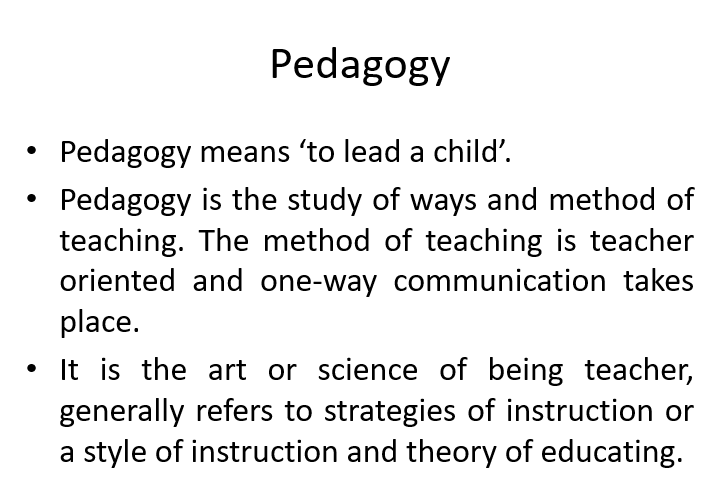 Pedagogy
• Pedagogy means ‘to lead a child’.
• Pedagogy is the study of ways and method of
teaching. The method of teaching is teacher
oriented and one-way communication takes
place.
• It is the art or science of being teacher,
generally refers to strategies of instruction or
a style of instruction and theory of educating.